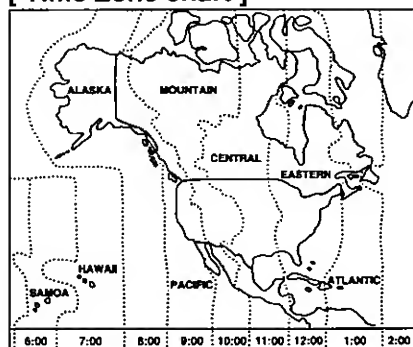 [ Time Zone Chart ]
ALASKA MOUNTAIN
CENTRAL
EASTERN
HAWAII
SAMOA
PACIFIC
ATLANTIC
6:00 7:00 8:00 9:00 10:00 11:00 12:00 1:00 2:00